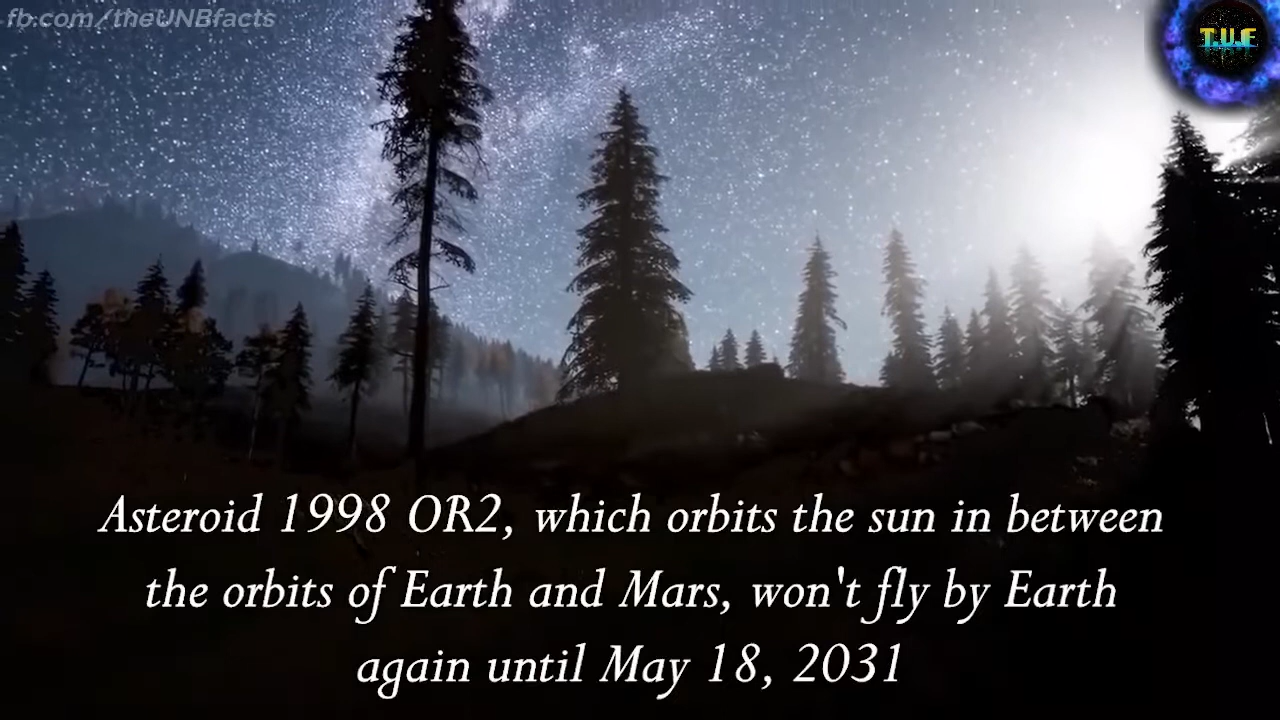 fb.com/theUNBfacts
T.U.F
Asteroid 1998 OR2, which orbits the sun in between
the orbits of Earth and Mars, won't fly by Earth
again until May 18, 2031